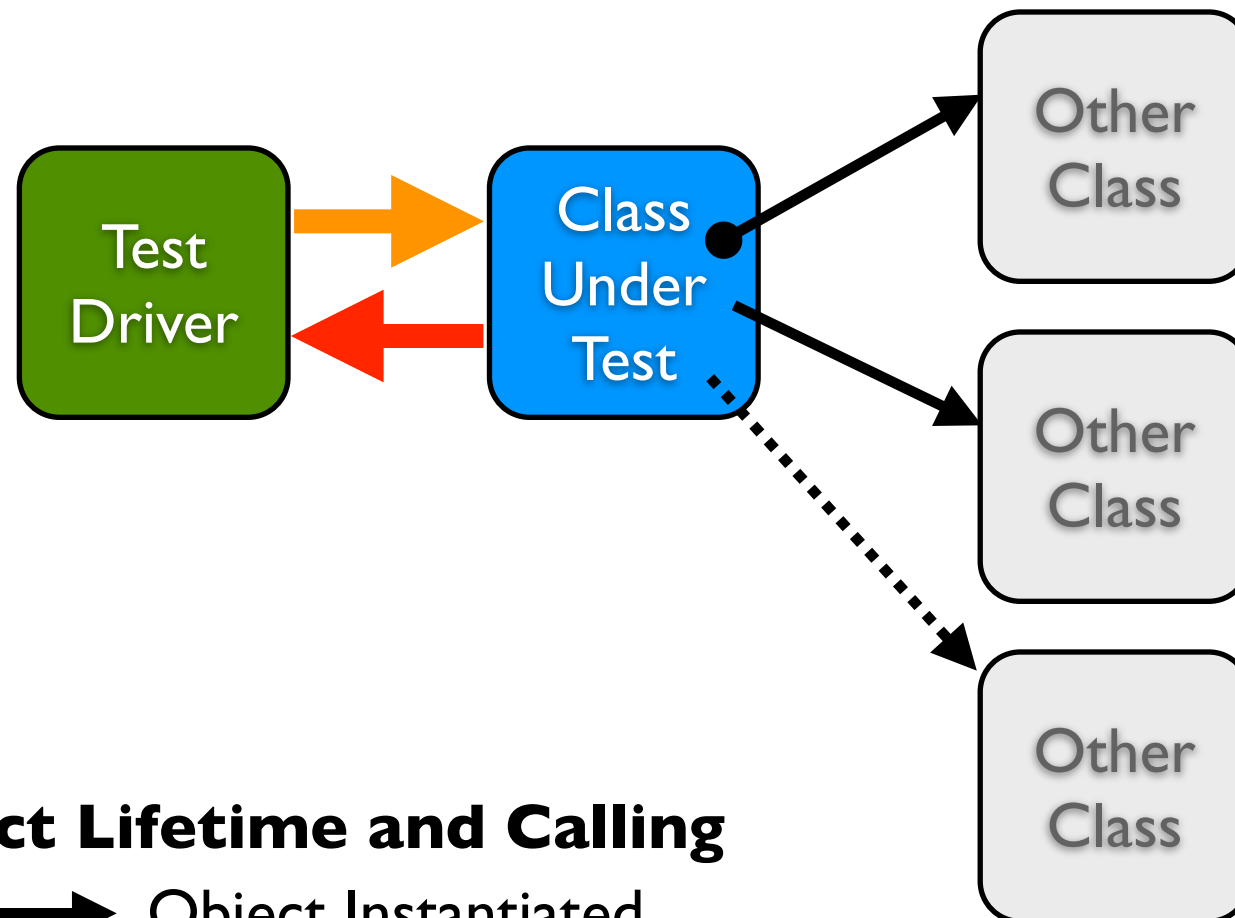 Test
Driver
Class
Under
Test
Other
Class
Other
Class
Other
Class
ct Lifetime and Calling
Object Instantiated